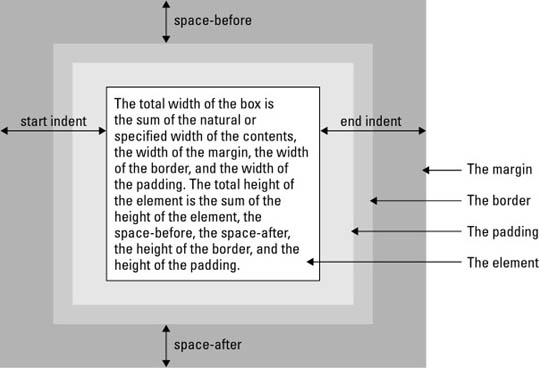 space-before
start indent
The total width of the box is
the sum of the natural or
specified width of the contents,
the width of the margin, the width
of the border, and the width of
the padding. The total height of
the element is the sum of the
height of the element, the
space-before, the space-after,
the height of the border, and the
height of the padding.
end indent
The margin
The border
The padding
The element
space-after